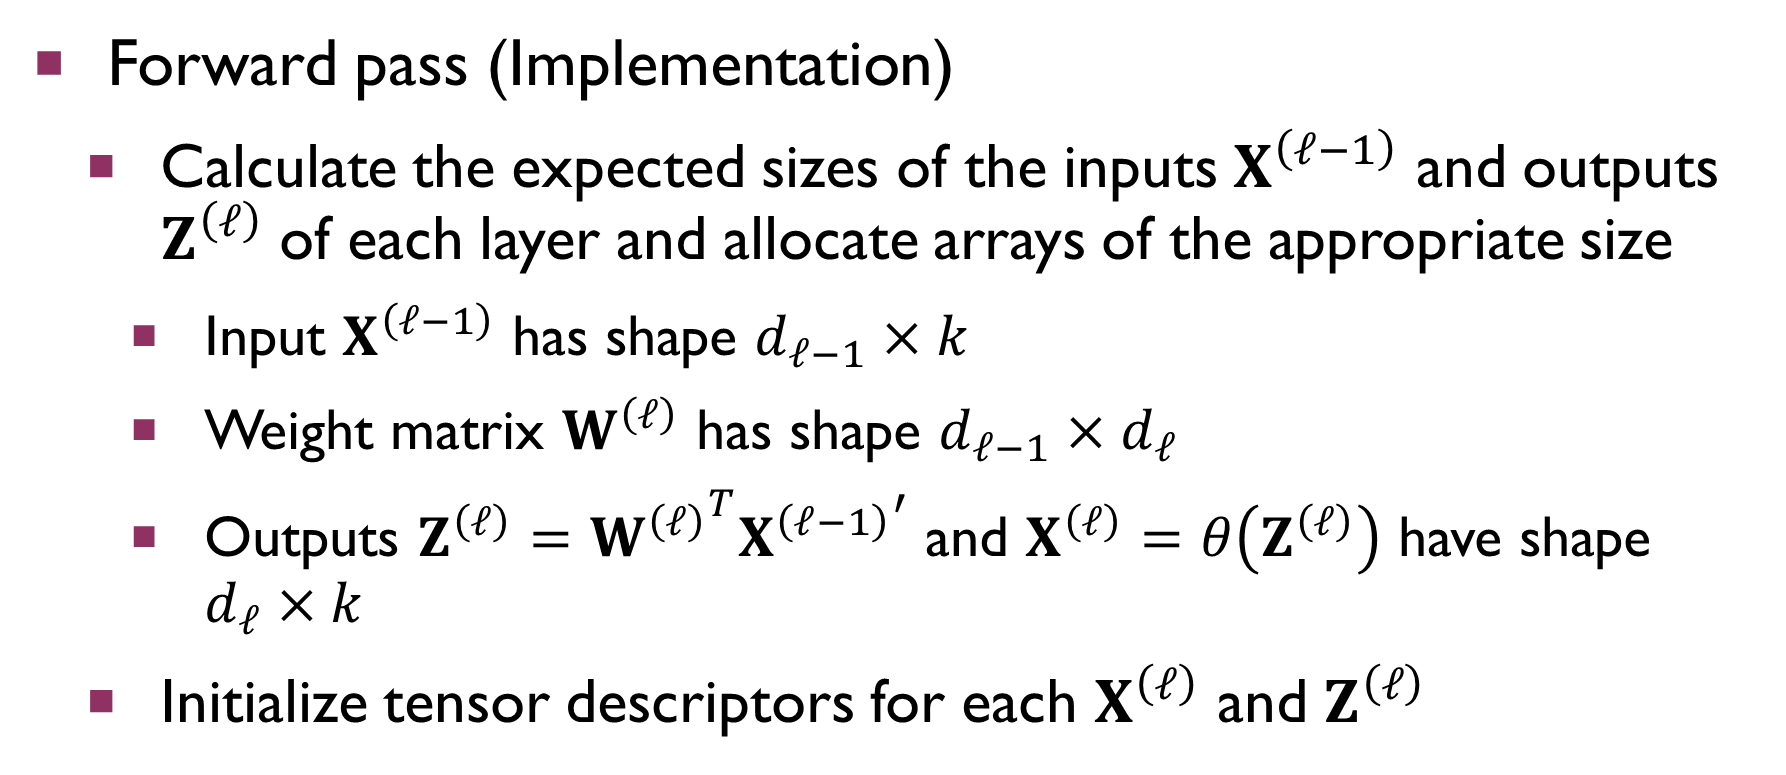 ▪ Forward pass (Implementation)
▪ Calculate the expected sizes of the inputs 𝐗^(ℓ−1) and outputs
𝐙^(ℓ) of each layer and allocate arrays of the appropriate size
▪ Input 𝐗^(ℓ−1) has shape d_{ℓ−1} × k
▪ Weight matrix 𝐖^(ℓ) has shape d_{ℓ−1} × d_ℓ
▪ Outputs 𝐙^(ℓ) = 𝐖^(ℓ)^T 𝐗^(ℓ−1)′ and 𝐗^(ℓ) = θ(𝐙^(ℓ)) have shape
d_ℓ × k
▪ Initialize tensor descriptors for each 𝐗^(ℓ) and 𝐙^(ℓ)